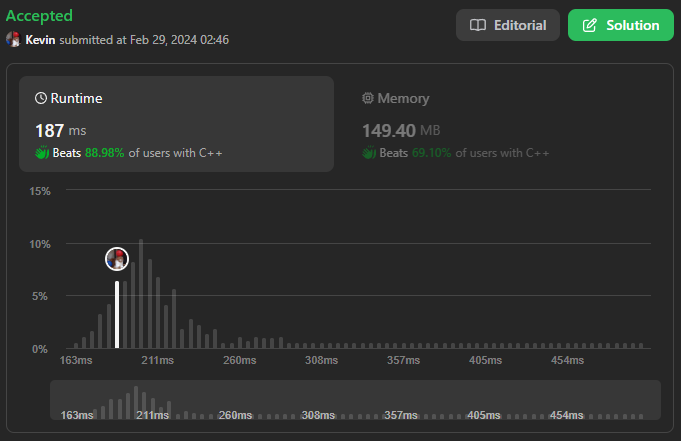 Accepted
Kevin submitted at Feb 29, 2024 02:46
Editorial
Solution
Runtime
187 ms
Beats 88.98% of users with C++
Memory
149.40 MB
Beats 69.10% of users with C++
15%
10%
5%
0%
163ms 211ms 260ms 308ms 357ms 405ms 454ms
163ms 211ms 260ms 308ms 357ms 405ms 454ms